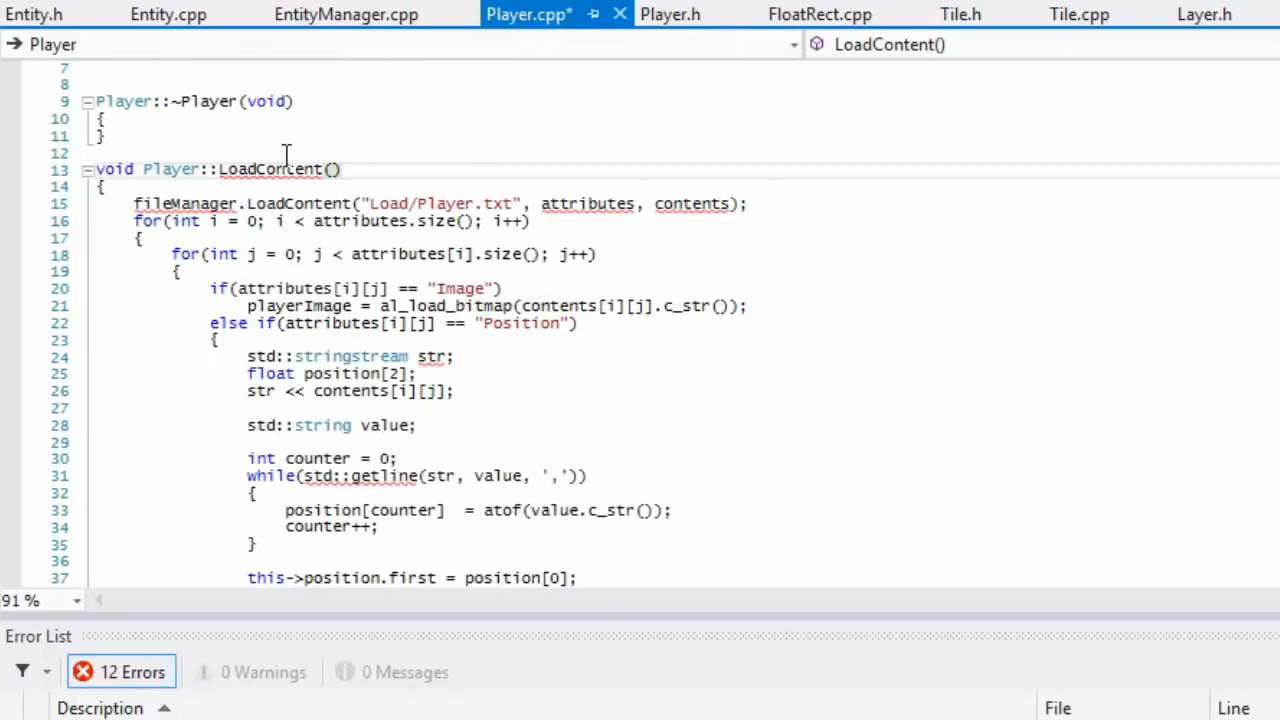 Entity.h Entity.cpp EntityManager.cpp Player.cpp* Player.h FloatRect.cpp Tile.h Tile.cpp Layer.h
Player LoadContent()
7
8
9 Player::~Player(void)
10 {
11 }
12
13 void Player::LoadContent()
14 {
15 fileManager.LoadContent("Load/Player.txt", attributes, contents);
16 for(int i = 0; i < attributes.size(); i++)
17 {
18 for(int j = 0; j < attributes[i].size(); j++)
19 {
20 if(attributes[i][j] == "Image")
21 playerImage = al_load_bitmap(contents[i][j].c_str());
22 else if(attributes[i][j] == "Position")
23 {
24 std::stringstream str;
25 float position[2];
26 str << contents[i][j];
27
28 std::string value;
29
30 int counter = 0;
31 while(std::getline(str, value, ','))
32 {
33 position[counter]  = atof(value.c_str());
34 counter++;
35 }
36
37 this->position.first = position[0];
91 %
Error List
12 Errors 0 Warnings 0 Messages
Description File Line